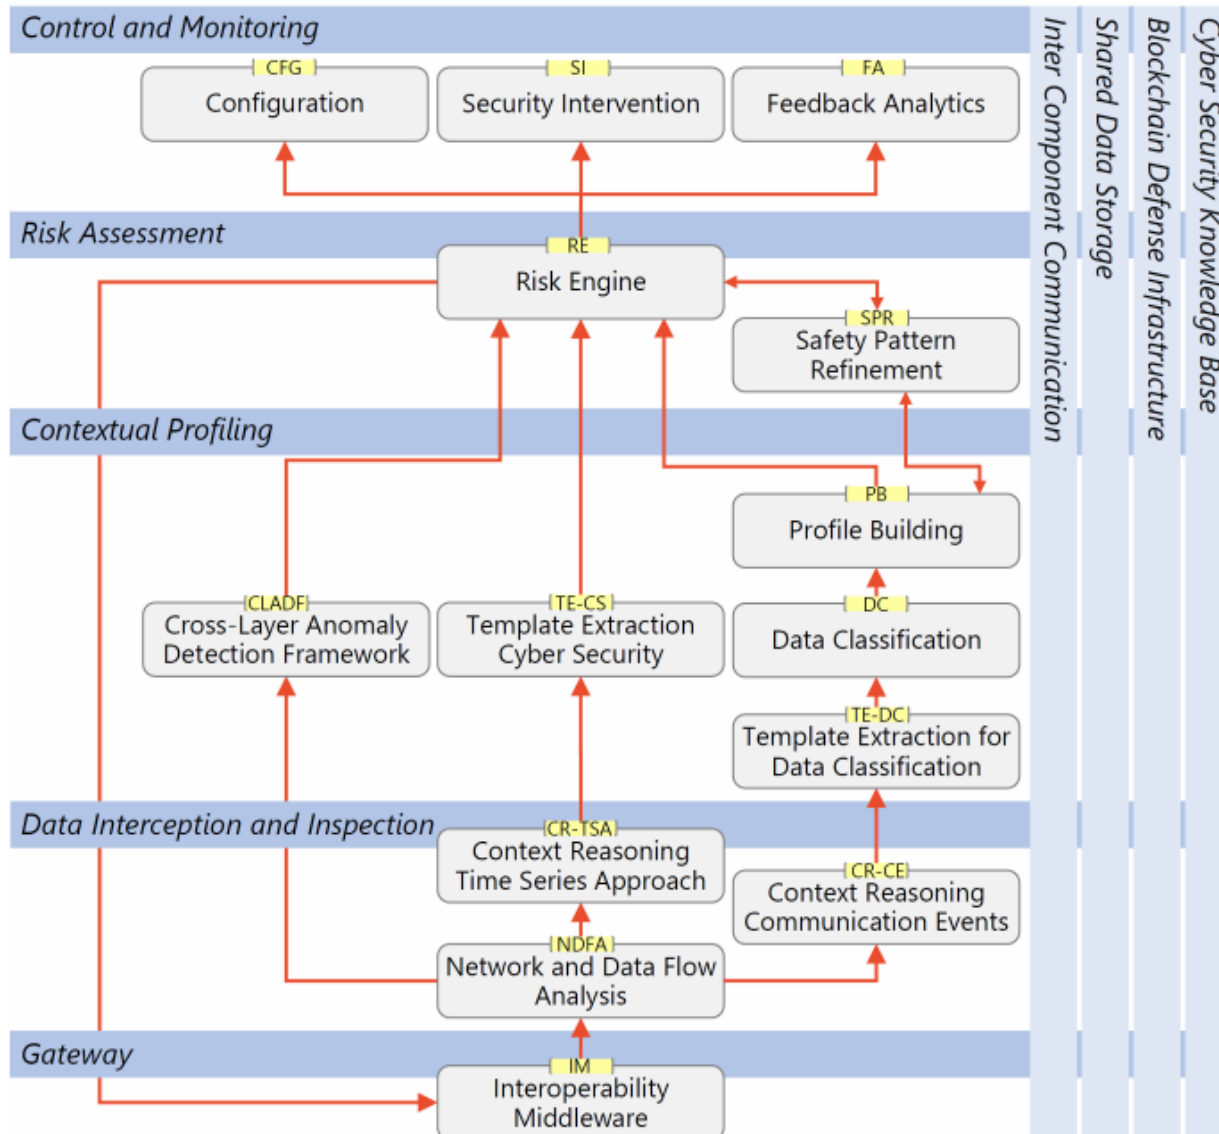 Control and Monitoring
CFG
Configuration
SI
Security Intervention
FA
Feedback Analytics
Risk Assessment
RE
Risk Engine
SPR
Safety Pattern
Refinement
Contextual Profiling
PB
Profile Building
CLADF
Cross-Layer Anomaly
Detection Framework
TE-CS
Template Extraction
Cyber Security
DC
Data Classification
TE-DC
Template Extraction for
Data Classification
Data Interception and Inspection
CR-TSA
Context Reasoning
Time Series Approach
CR-CE
Context Reasoning
Communication Events
NDFA
Network and Data Flow
Analysis
Gateway
IM
Interoperability
Middleware
Inter Component Communication
Shared Data Storage
Blockchain Defense Infrastructure
Cyber Security Knowledge Base